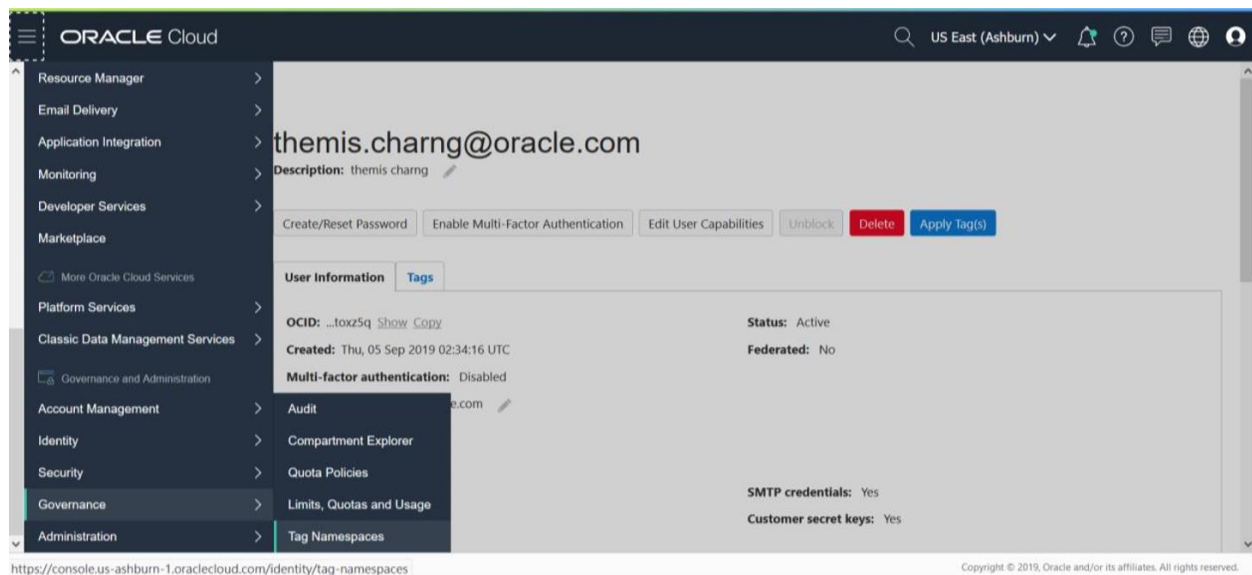 ORACLE Cloud
US East (Ashburn)
Resource Manager
Email Delivery
Application Integration
Monitoring
Developer Services
Marketplace
More Oracle Cloud Services
Platform Services
Classic Data Management Services
Governance and Administration
Account Management
Identity
Security
Governance
Administration
Audit
Compartment Explorer
Quota Policies
Limits, Quotas and Usage
Tag Namespaces
themis.charng@oracle.com
Description: themis charng
Create/Reset Password
Enable Multi-Factor Authentication
Edit User Capabilities
Unblock
Delete
Apply Tag(s)
User Information
Tags
OCID: ...toxz5q Show Copy
Created: Thu, 05 Sep 2019 02:34:16 UTC
Multi-factor authentication: Disabled
e.com
Status: Active
Federated: No
SMTP credentials: Yes
Customer secret keys: Yes
https://console.us-ashburn-1.oraclecloud.com/identity/tag-namespaces
Copyright © 2019, Oracle and/or its affiliates. All rights reserved.